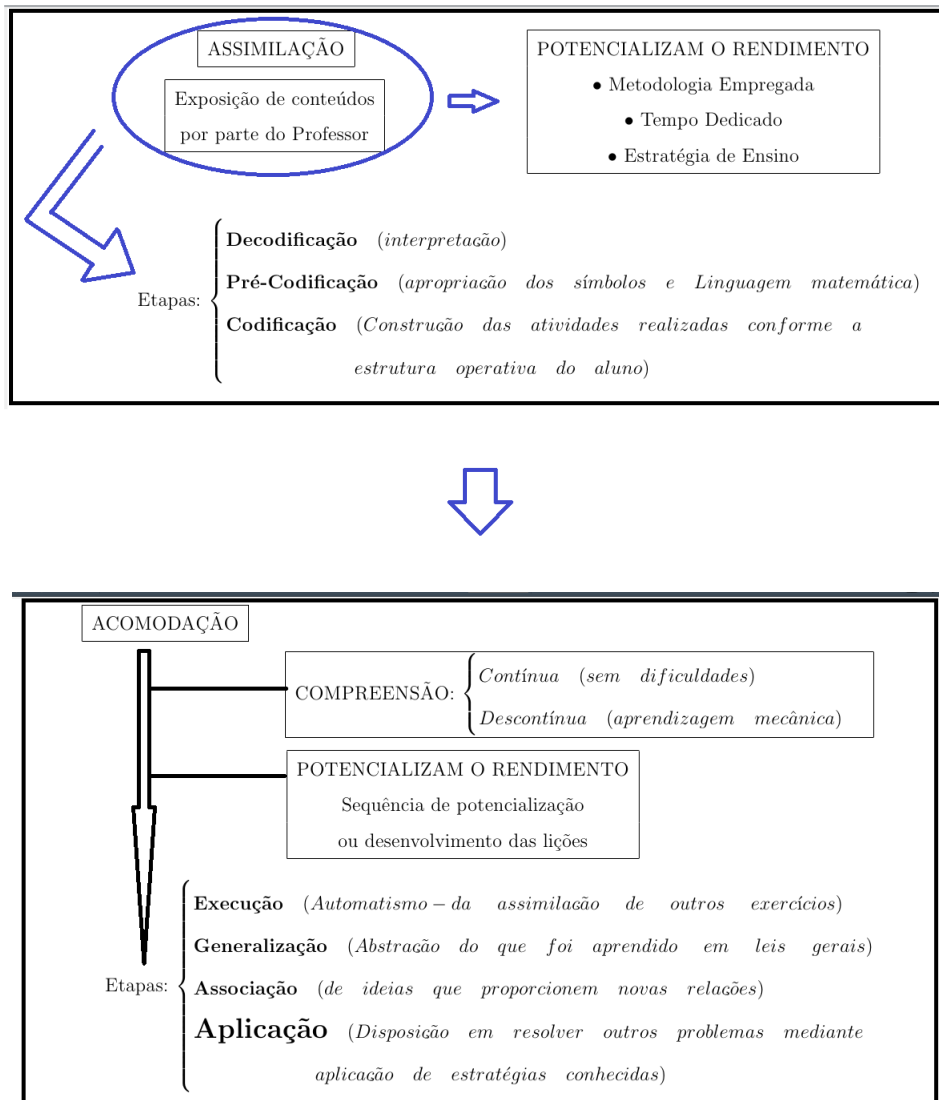 ASSIMILAÇÃO
Exposição de conteúdos
por parte do Professor
POTENCIALIZAM O RENDIMENTO
• Metodologia Empregada
• Tempo Dedicado
• Estratégia de Ensino
Etapas:
Decodificação (interpretação)
Pré-Codificação (apropriação dos símbolos e Linguagem matemática)
Codificação (Construção das atividades realizadas conforme a
estrutura operativa do aluno)
ACOMODAÇÃO
COMPREENSÃO:
Contínua (sem dificuldades)
Descontínua (aprendizagem mecânica)
POTENCIALIZAM O RENDIMENTO
Sequência de potencialização
ou desenvolvimento das lições
Etapas:
Execução (Automatismo – da assimilação de outros exercícios)
Generalização (Abstração do que foi aprendido em leis gerais)
Associação (de ideias que proporcionem novas relações)
Aplicação (Disposição em resolver outros problemas mediante
aplicação de estratégias conhecidas)